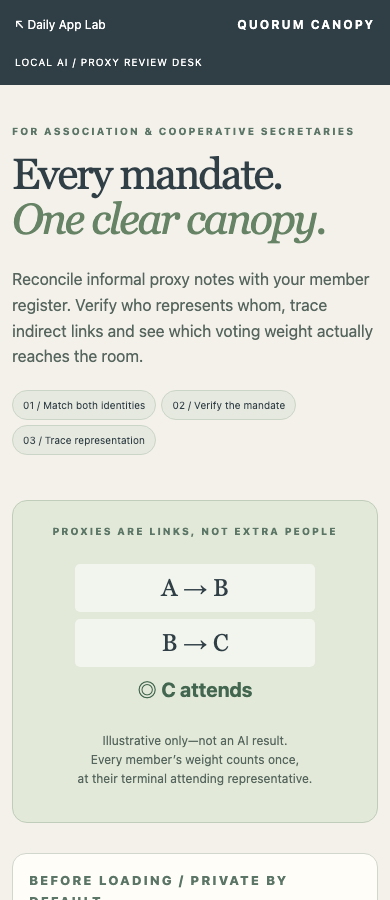 ↖ Daily App Lab
QUORUM CANOPY
LOCAL AI / PROXY REVIEW DESK
FOR ASSOCIATION & COOPERATIVE SECRETARIES
Every mandate.
One clear canopy.
Reconcile informal proxy notes with your member
register. Verify who represents whom, trace
indirect links and see which voting weight actually
reaches the room.
01 / Match both identities
02 / Verify the mandate
03 / Trace representation
PROXIES ARE LINKS, NOT EXTRA PEOPLE
A → B
B → C
◎ C attends
Illustrative only—not an AI result.
Every member's weight counts once,
at their terminal attending representative.
BEFORE LOADING / PRIVATE BY
DEFAULT